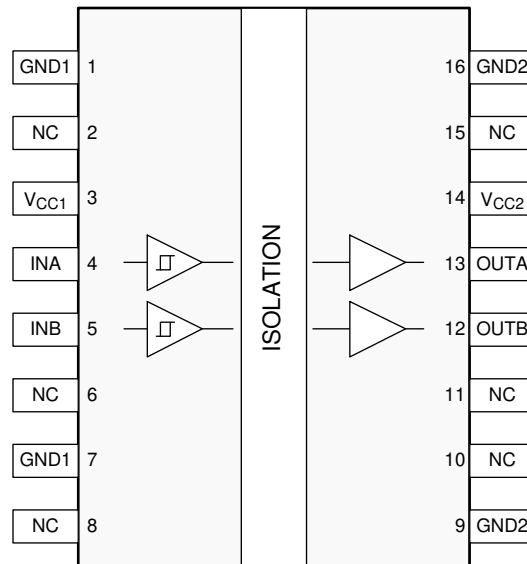 GND1 1 16 GND2
NC 2 15 NC
VCC1 3 14 VCC2
INA 4 13 OUTA
INB 5 12 OUTB
NC 6 11 NC
GND1 7 10 NC
NC 8 9 GND2
ISOLATION